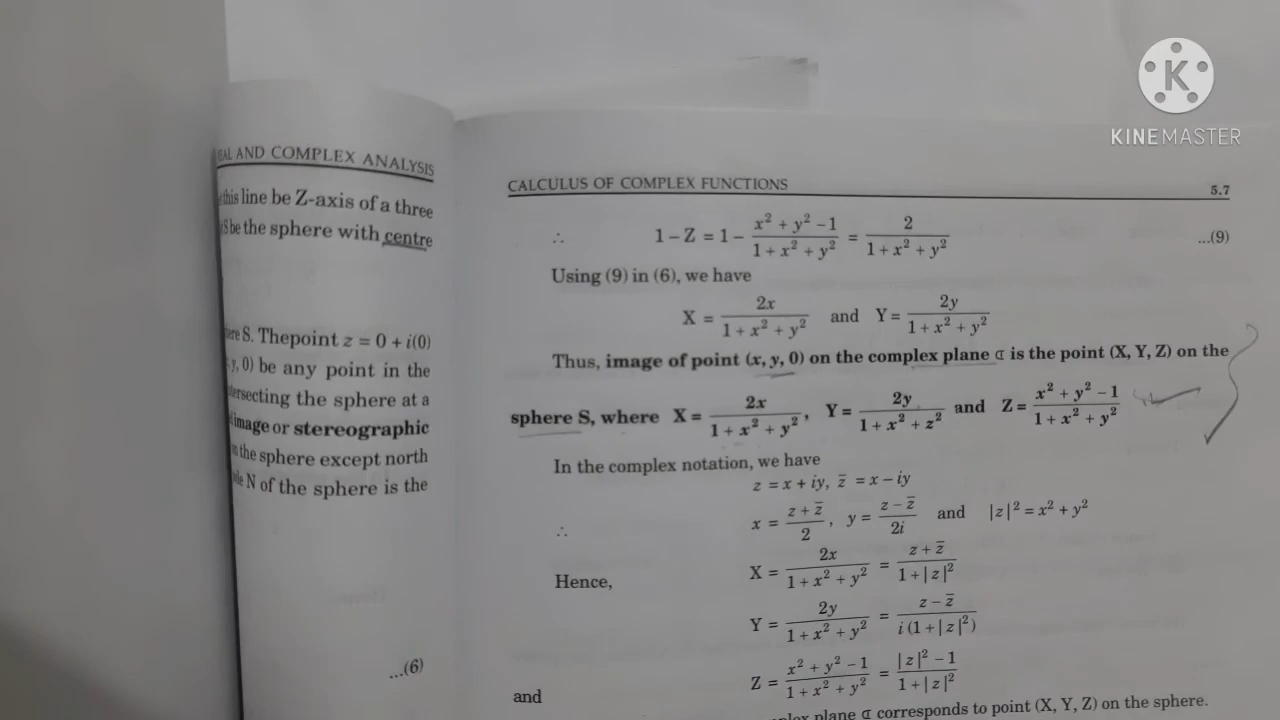 KINEMASTER
AND COMPLEX ANALYSIS
this line be Z-axis of a three
S be the sphere with centre
S. Thepoint z = 0 + i(0)
y, 0) be any point in the
the sphere at a
image or stereographic
the sphere except north
N of the sphere is the
...(6)
CALCULUS OF COMPLEX FUNCTIONS 5.7
∴ 1 – Z = 1 – (x² + y² – 1)/(1 + x² + y²) = 2/(1 + x² + y²) ...(9)
Using (9) in (6), we have
X = 2x/(1 + x² + y²) and Y = 2y/(1 + x² + y²)
Thus, image of point (x, y, 0) on the complex plane ₵ is the point (X, Y, Z) on the
sphere S, where X = 2x/(1 + x² + y²), Y = 2y/(1 + x² + z²) and Z = (x² + y² – 1)/(1 + x² + y²)
In the complex notation, we have
z = x + iy, z̄ = x – iy
∴ x = (z + z̄)/2, y = (z – z̄)/2i and |z|² = x² + y²
Hence, X = 2x/(1 + x² + y²) = (z + z̄)/(1 + |z|²)
Y = 2y/(1 + x² + y²) = (z – z̄)/(i (1 + |z|²))
and Z = (x² + y² – 1)/(1 + x² + y²) = (|z|² – 1)/(1 + |z|²)
plane ₵ corresponds to point (X, Y, Z) on the sphere.